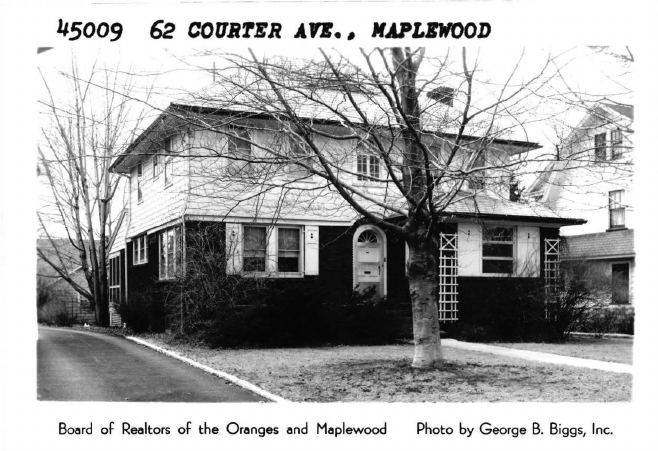 45009 62 COURTER AVE., MAPLEWOOD
Board of Realtors of the Oranges and Maplewood Photo by George B. Biggs, Inc.